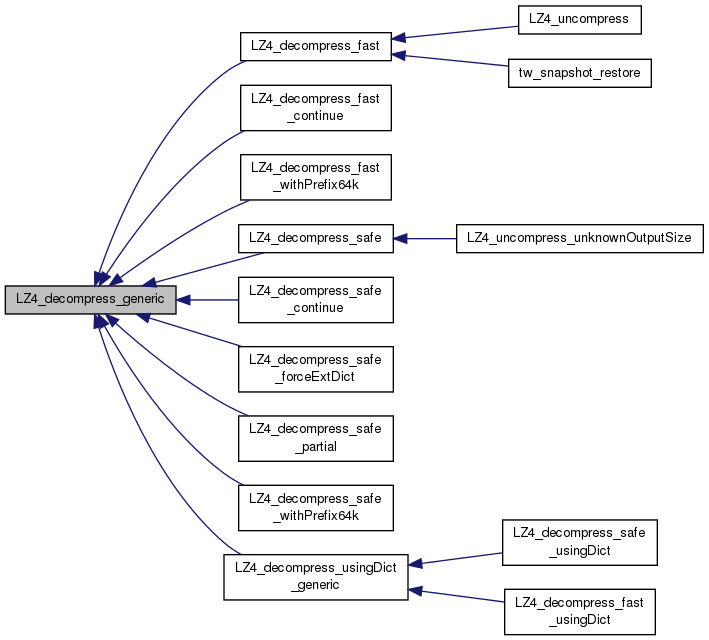 LZ4_decompress_generic
LZ4_decompress_fast
LZ4_uncompress
tw_snapshot_restore
LZ4_decompress_fast
_continue
LZ4_decompress_fast
_withPrefix64k
LZ4_decompress_safe
LZ4_uncompress_unknownOutputSize
LZ4_decompress_safe
_continue
LZ4_decompress_safe
_forceExtDict
LZ4_decompress_safe
_partial
LZ4_decompress_safe
_withPrefix64k
LZ4_decompress_usingDict
_generic
LZ4_decompress_safe
_usingDict
LZ4_decompress_fast
_usingDict